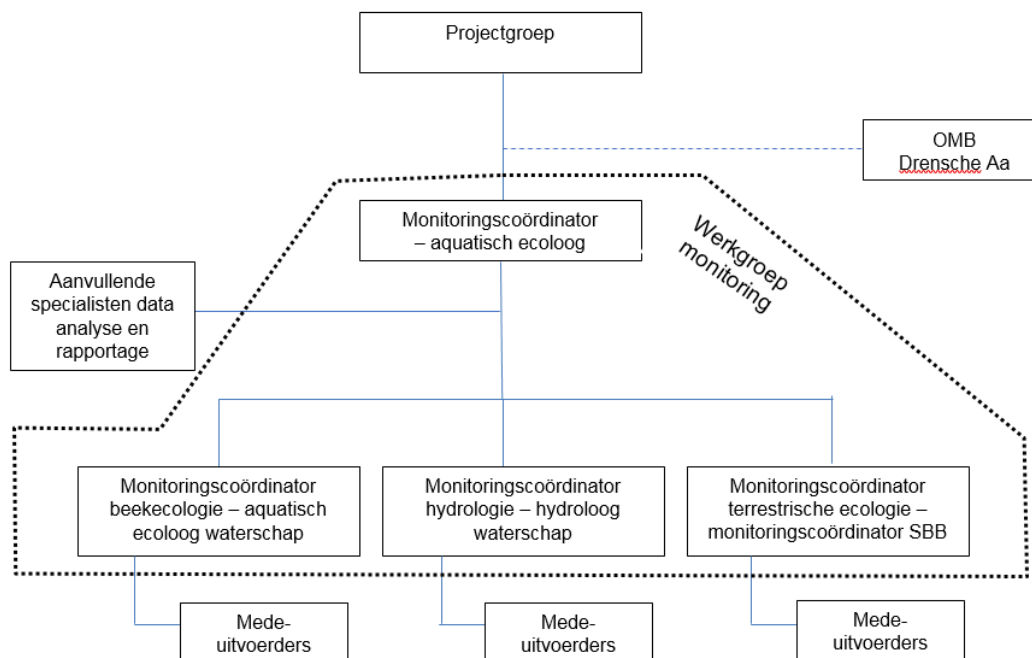 Projectgroep
OMB
Drensche Aa
Monitoringscoördinator
– aquatisch ecoloog
Werkgroep
monitoring
Aanvullende
specialisten data
analyse en
rapportage
Monitoringscoördinator
beekecologie – aquatisch
ecoloog waterschap
Monitoringscoördinator
hydrologie – hydroloog
waterschap
Monitoringscoördinator
terrestrische ecologie –
monitoringscoördinator SBB
Mede-
uitvoerders
Mede-
uitvoerders
Mede-
uitvoerders